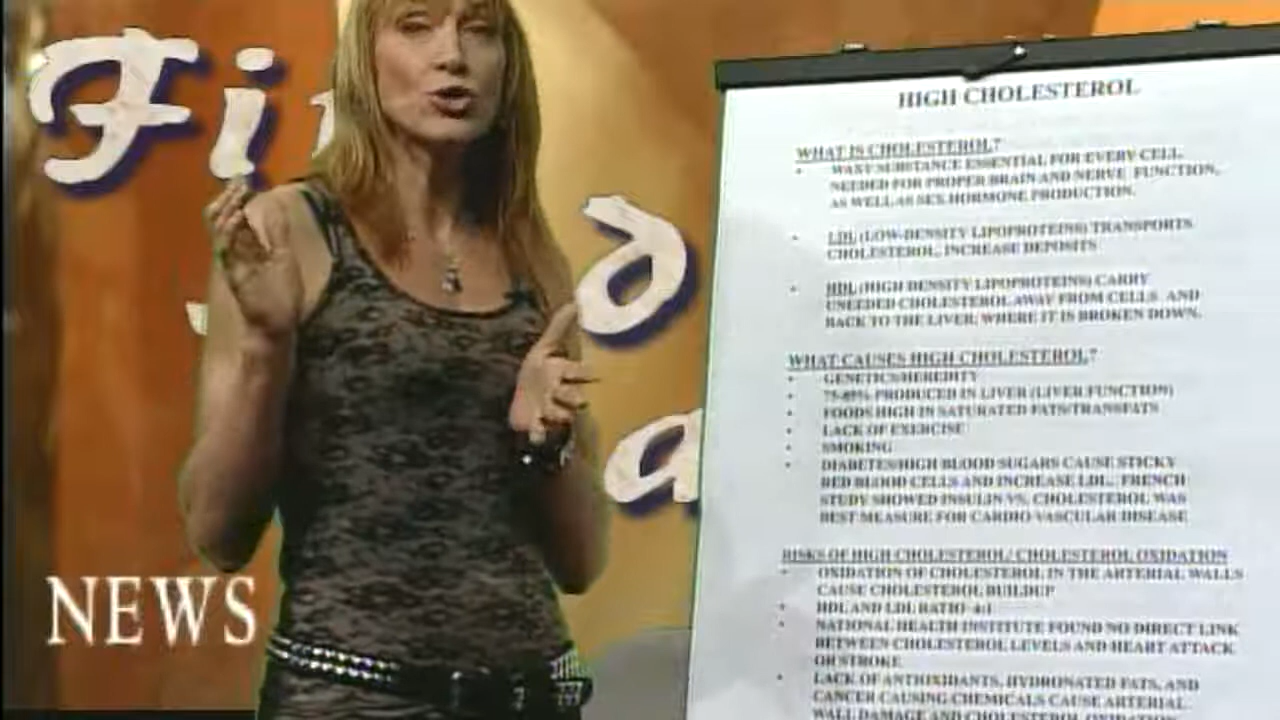 Fi
d
a
NEWS
HIGH CHOLESTEROL
WHAT IS CHOLESTEROL?
• WAXY SUBSTANCE ESSENTIAL FOR EVERY CELL.
NEEDED FOR PROPER BRAIN AND NERVE FUNCTION,
AS WELL AS SEX HORMONE PRODUCTION.
• LDL (LOW-DENSITY LIPOPROTEINS) TRANSPORTS
CHOLESTEROL, INCREASE DEPOSITS
• HDL (HIGH DENSITY LIPOPROTEINS) CARRY
UNEEDED CHOLESTEROL AWAY FROM CELLS AND
BACK TO THE LIVER, WHERE IT IS BROKEN DOWN.
WHAT CAUSES HIGH CHOLESTEROL?
• GENETICS/HEREDITY
• PRODUCED IN LIVER (LIVER FUNCTION)
• FOODS HIGH IN SATURATED FATS/TRANSFATS
• LACK OF EXERCISE
• SMOKING
• DIABETES/HIGH BLOOD SUGARS CAUSE STICKY
RED BLOOD CELLS AND INCREASE LDL. FRENCH
STUDY SHOWED INSULIN VS. CHOLESTEROL WAS
BEST MEASURE FOR CARDIO VASCULAR DISEASE
RISKS OF HIGH CHOLESTEROL/ CHOLESTEROL OXIDATION
• OXIDATION OF CHOLESTEROL IN THE ARTERIAL WALLS
CAUSE CHOLESTEROL BUILDUP
• HDL AND LDL RATIO 4:1
• NATIONAL HEALTH INSTITUTE FOUND NO DIRECT LINK
BETWEEN CHOLESTEROL LEVELS AND HEART ATTACK
OR STROKE
• LACK OF ANTIOXIDANTS, HYDRONATED FATS, AND
CANCER CAUSING CHEMICALS CAUSE ARTERIAL
WALL DAMAGE AND CHOLESTEROL OXIDATION